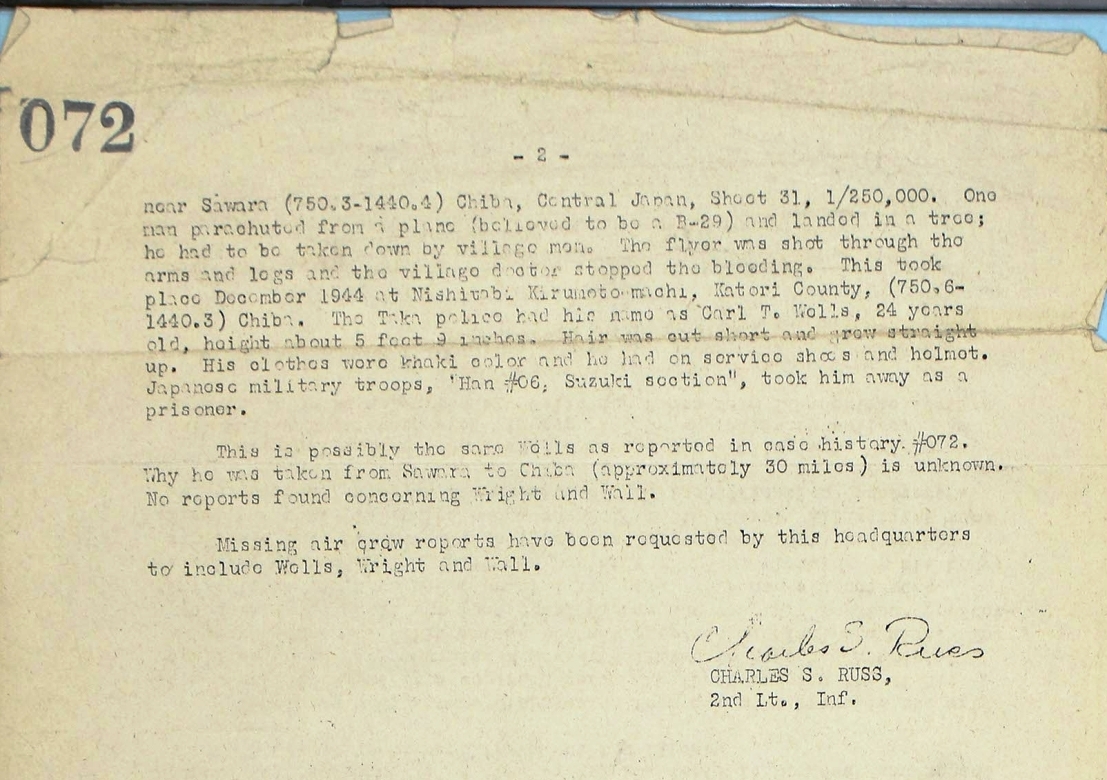 072
- 2 -
near Sawara (750.3-1440.4) Chiba, Central Japan, Sheet 31, 1/250,000. One
man parachuted from a plane (believed to be a B-29) and landed in a tree;
he had to be taken down by village men. The flyer was shot through the
arms and legs and the village doctor stopped the bleeding. This took
place December 1944 at Kirumoto machi, Katori County, (750.6-
1440.3) Chiba. The Taka police had his name as Carl T. Wells, 24 years
old, height about 5 feet 9 inches. Hair was cut short and grew straight
up. His clothes were khaki color and he had on service shoes and helmet.
Japanese military troops, "Han #06, Suzuki section", took him away as a
prisoner.
This is possibly the same Wells as reported in case history #072.
Why he was taken from Sawara to Chiba (approximately 30 miles) is unknown.
No reports found concerning Wright and Wall.
Missing air crew reports have been requested by this headquarters
to include Wells, Wright and Wall.
Charles S. Russ
CHARLES S. RUSS,
2nd Lt., Inf.